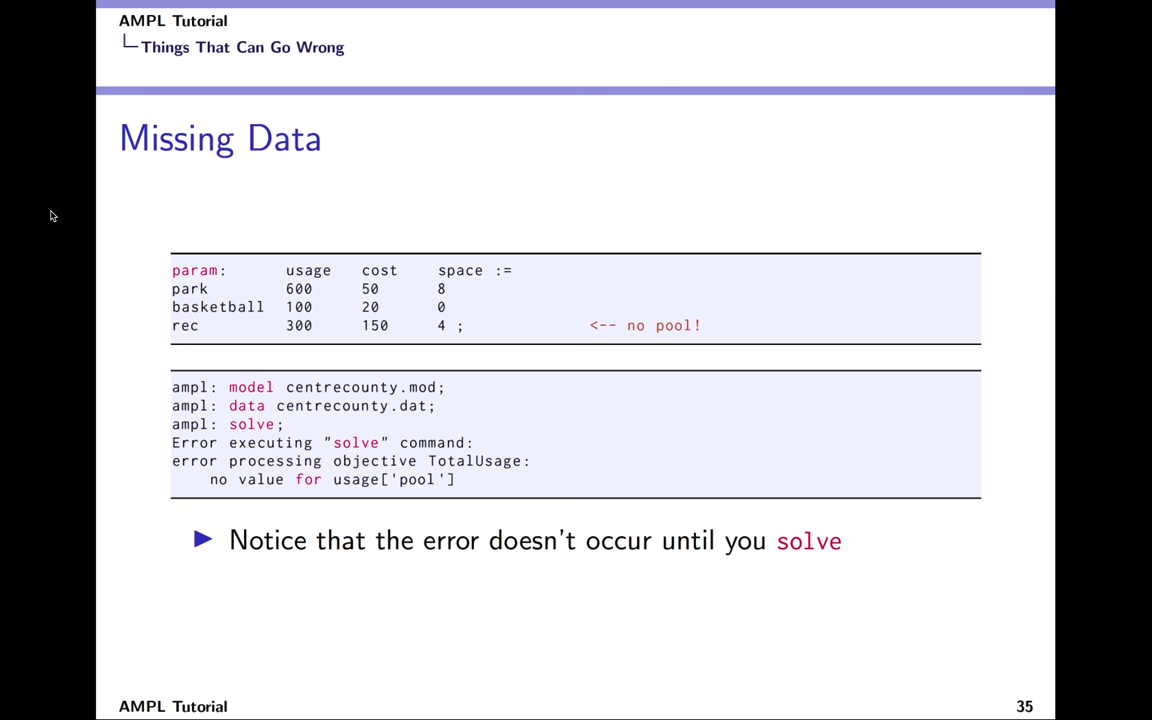 AMPL Tutorial
Things That Can Go Wrong
Missing Data
param: usage cost space :=
park 600 50 8
basketball 100 20 0
rec 300 150 4 ; <-- no pool!
ampl: model centrecounty.mod;
ampl: data centrecounty.dat;
ampl: solve;
Error executing "solve" command:
error processing objective TotalUsage:
no value for usage['pool']
Notice that the error doesn't occur until you solve
AMPL Tutorial 35